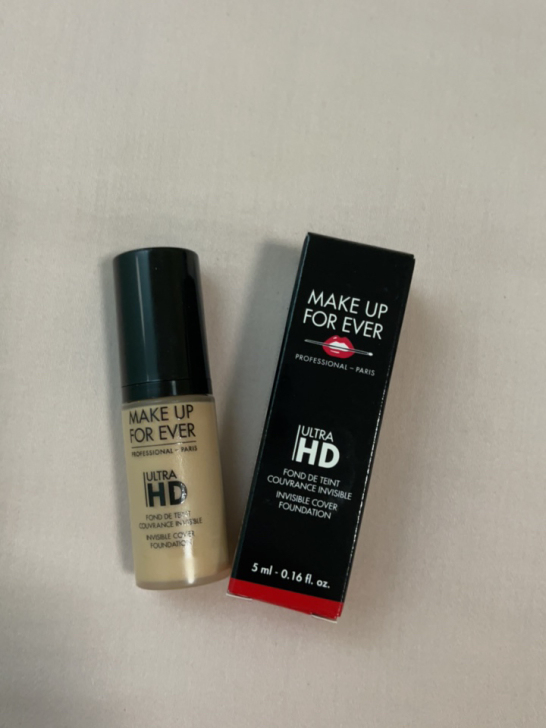 MAKE UP
FOR EVER
PROFESSIONAL – PARIS
ULTRA
HD
FOND DE TEINT
COUVRANCE INVISIBLE
INVISIBLE COVER
FOUNDATION
MAKE UP
FOR EVER
PROFESSIONAL – PARIS
ULTRA
HD
FOND DE TEINT
COUVRANCE INVISIBLE
INVISIBLE COVER
FOUNDATION
5 ml - 0.16 fl. oz.